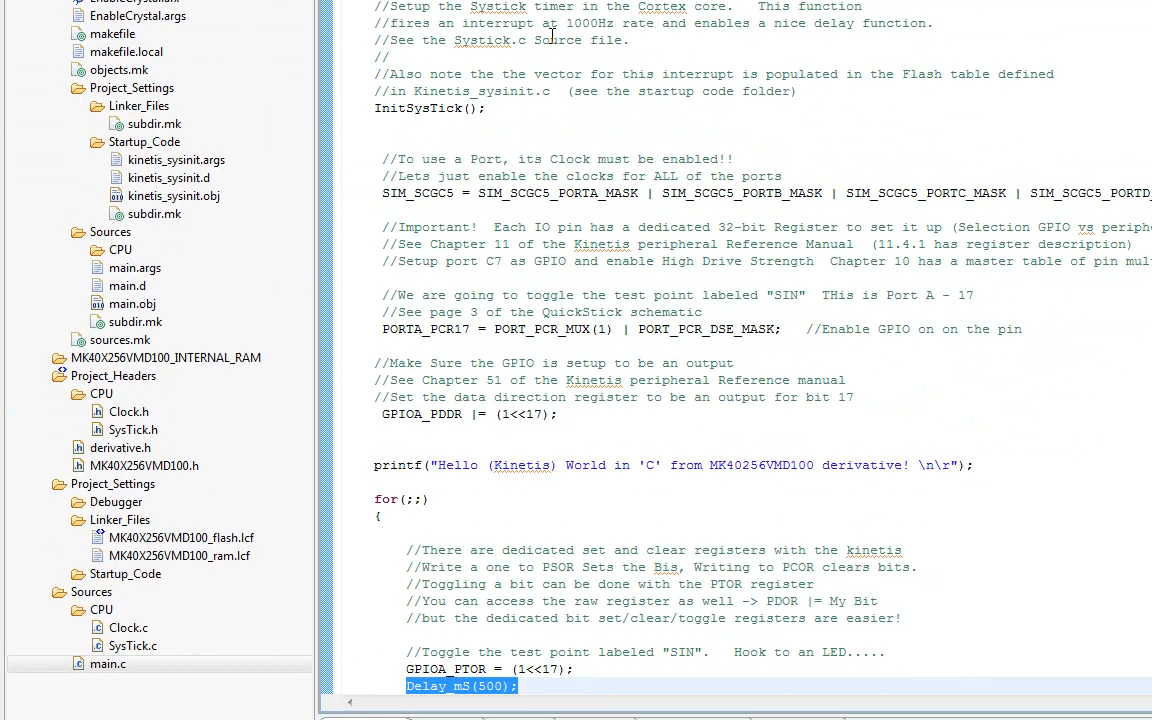 EnableCrystal.args
makefile
makefile.local
objects.mk
Project_Settings
Linker_Files
subdir.mk
Startup_Code
kinetis_sysinit.args
kinetis_sysinit.d
kinetis_sysinit.obj
subdir.mk
Sources
CPU
main.args
main.d
main.obj
subdir.mk
sources.mk
MK40X256VMD100_INTERNAL_RAM
Project_Headers
CPU
Clock.h
SysTick.h
derivative.h
MK40X256VMD100.h
Project_Settings
Debugger
Linker_Files
MK40X256VMD100_flash.lcf
MK40X256VMD100_ram.lcf
Startup_Code
Sources
CPU
Clock.c
SysTick.c
main.c
//Setup the Systick timer in the Cortex core.   This function
//fires an interrupt at 1000Hz rate and enables a nice delay function.
//See the Systick.c Source file.
//
//Also note the the vector for this interrupt is populated in the Flash table defined
//in Kinetis_sysinit.c  (see the startup code folder)
InitSysTick();
//To use a Port, its Clock must be enabled!!
//Lets just enable the clocks for ALL of the ports
SIM_SCGC5 = SIM_SCGC5_PORTA_MASK | SIM_SCGC5_PORTB_MASK | SIM_SCGC5_PORTC_MASK | SIM_SCGC5_PORTD_
//Important!  Each IO pin has a dedicated 32-bit Register to set it up (Selection GPIO vs periph
//See Chapter 11 of the Kinetis peripheral Reference Manual  (11.4.1 has register description)
//Setup port C7 as GPIO and enable High Drive Strength  Chapter 10 has a master table of pin mul
//We are going to toggle the test point labeled "SIN"  THis is Port A - 17
//See page 3 of the QuickStick schematic
PORTA_PCR17 = PORT_PCR_MUX(1) | PORT_PCR_DSE_MASK;   //Enable GPIO on on the pin
//Make Sure the GPIO is setup to be an output
//See Chapter 51 of the Kinetis peripheral Reference manual
//Set the data direction register to be an output for bit 17
GPIOA_PDDR |= (1<<17);
printf("Hello (Kinetis) World in 'C' from MK40256VMD100 derivative! \n\r");
for(;;)
{
//There are dedicated set and clear registers with the kinetis
//Write a one to PSOR Sets the Bis, Writing to PCOR clears bits.
//Toggling a bit can be done with the PTOR register
//You can access the raw register as well -> PDOR |= My Bit
//but the dedicated bit set/clear/toggle registers are easier!
//Toggle the test point labeled "SIN".   Hook to an LED.....
GPIOA_PTOR = (1<<17);
Delay_mS(500);